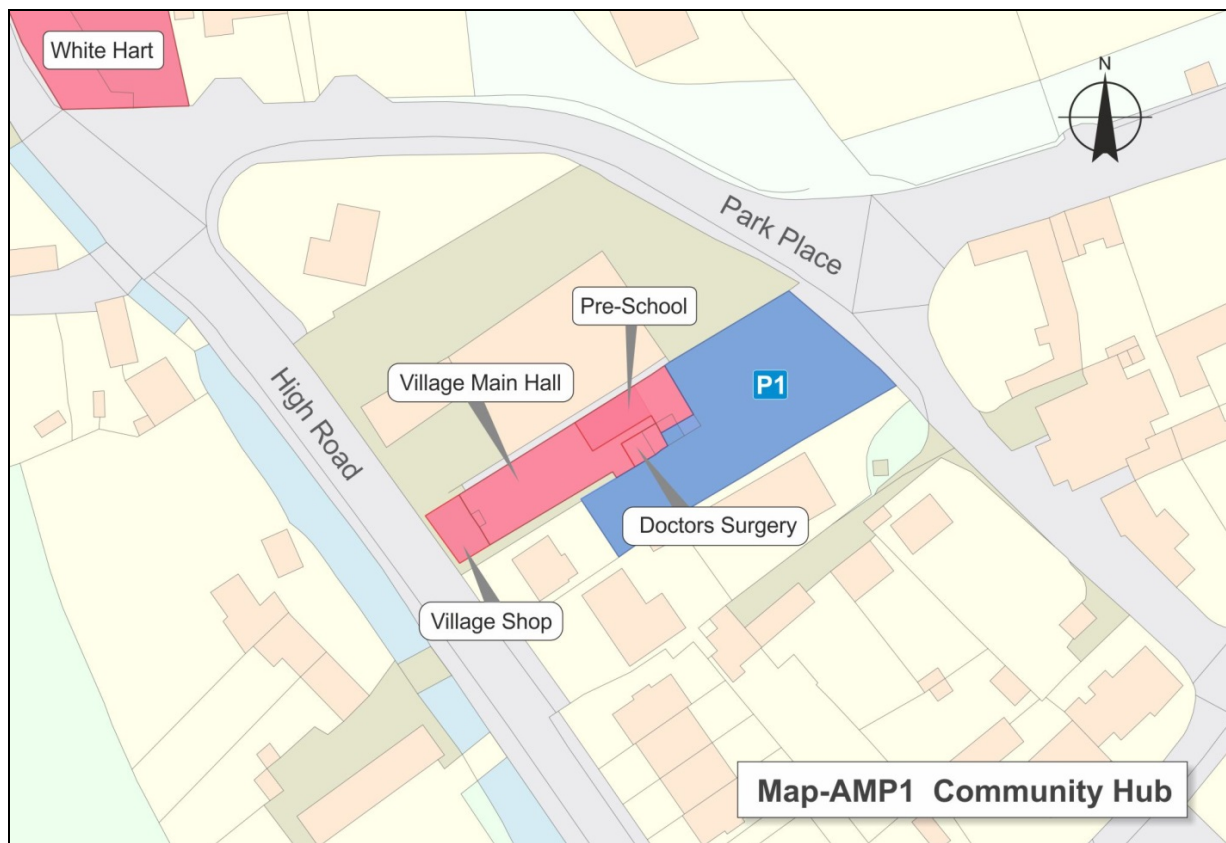 White Hart
N
Park Place
Pre-School
P1
Village Main Hall
High Road
Doctors Surgery
Village Shop
Map-AMP1 Community Hub